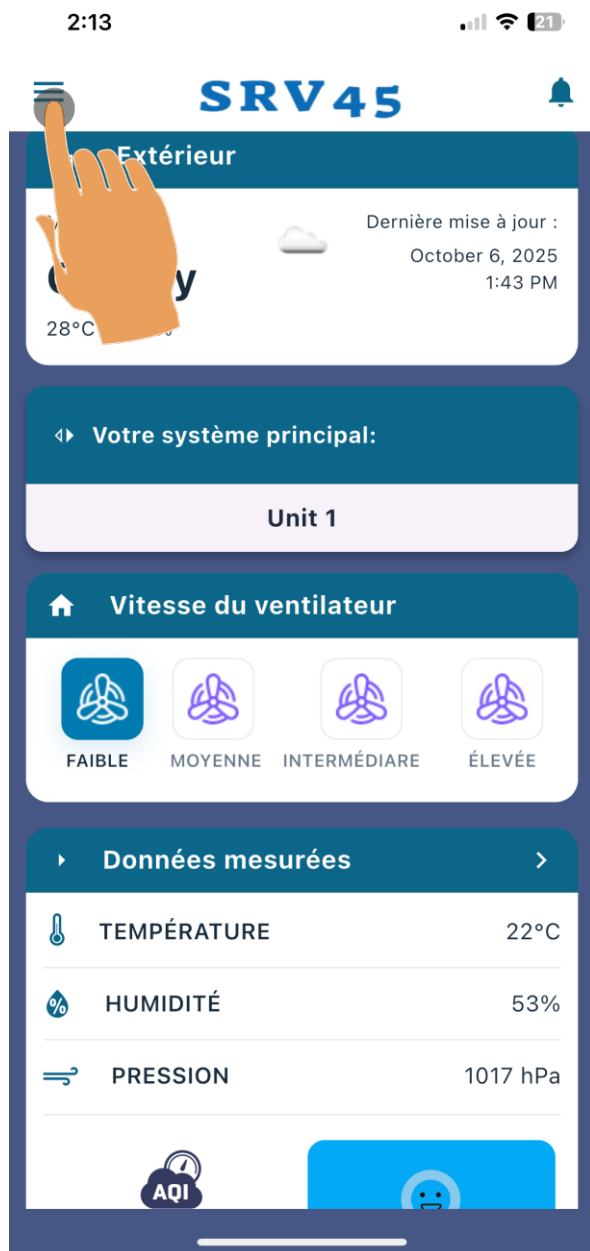 2:13
21
SRV45
Extérieur
Dernière mise à jour :
October 6, 2025
1:43 PM
28°C
Votre système principal:
Unit 1
Vitesse du ventilateur
FAIBLE MOYENNE INTERMÉDIARE ÉLEVÉE
Données mesurées
TEMPÉRATURE 22°C
% HUMIDITÉ 53%
PRESSION 1017 hPa
AQI